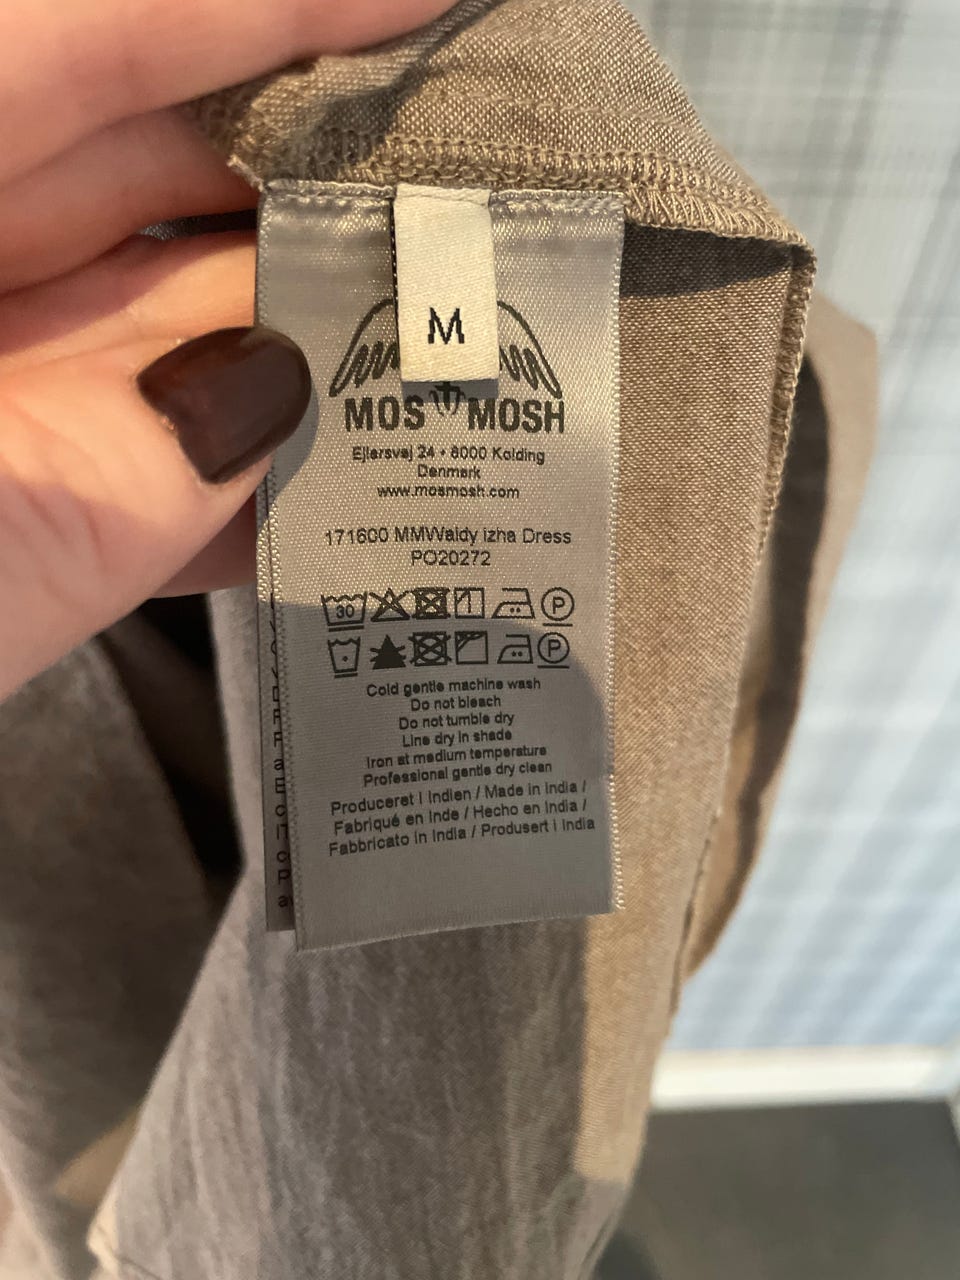 M
MOS MOSH
Ejlersvej 24 • 6000 Kolding
Denmark
www.mosmosh.com
171600 MMWaldy Izha Dress
PO20272
30 P
P
Cold gentle machine wash
Do not bleach
Do not tumble dry
Line dry in shade
Iron at medium temperature
Professional gentle dry clean
Produceret i Indien / Made in India /
Fabriqué en Inde / Hecho en India /
Fabbricato in India / Produsert i India